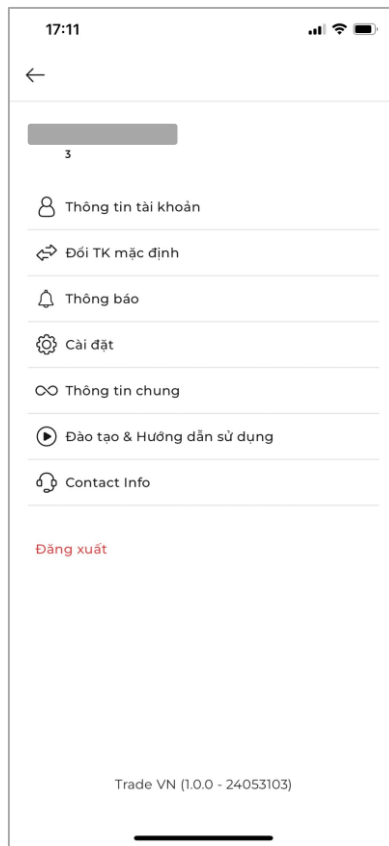 17:11
3
Thông tin tài khoản
Đổi TK mặc định
Thông báo
Cài đặt
Thông tin chung
Đào tạo & Hướng dẫn sử dụng
Contact Info
Đăng xuất
Trade VN (1.0.0 - 24053103)